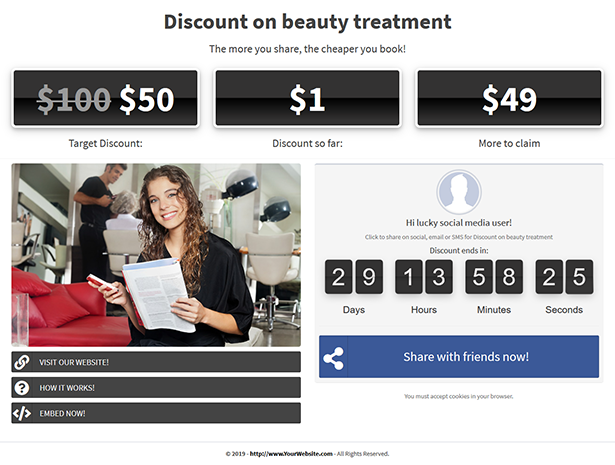 Discount on beauty treatment
The more you share, the cheaper you book!
$100 $50
$1
$49
Target Discount:
Discount so far:
More to claim
Hi lucky social media user!
Click to share on social, email or SMS for Discount on beauty treatment
Discount ends in:
29 13 58 25
Days Hours Minutes Seconds
Share with friends now!
You must accept cookies in your browser.
VISIT OUR WEBSITE!
HOW IT WORKS!
EMBED NOW!
© 2019 - http://www.YourWebsite.com - All Rights Reserved.